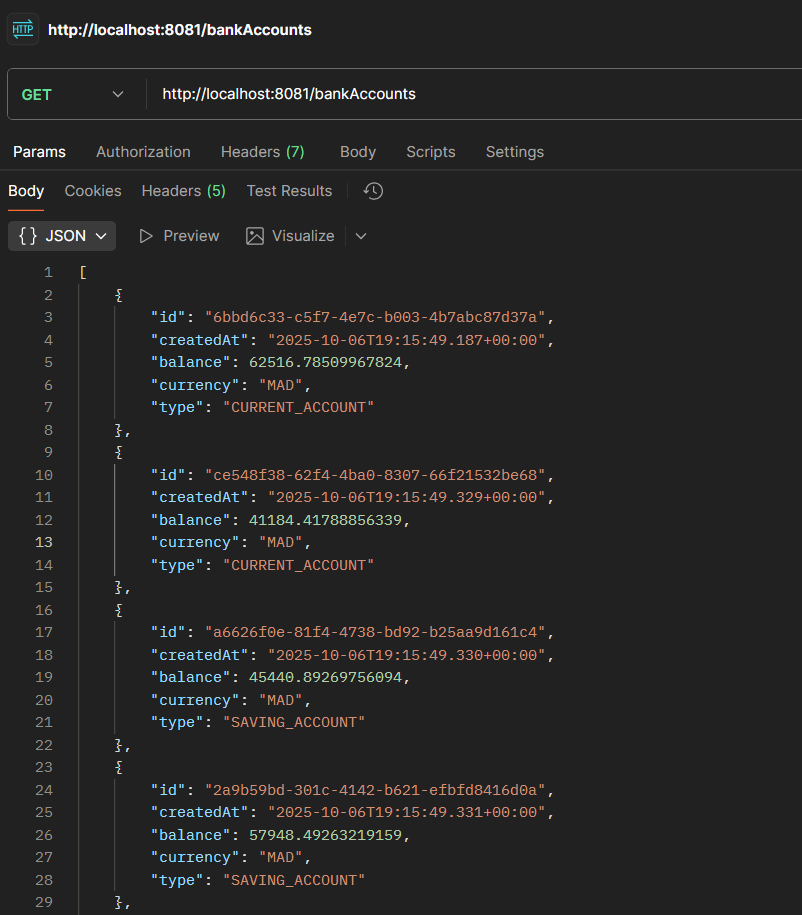 HTTP http://localhost:8081/bankAccounts
GET http://localhost:8081/bankAccounts
Params Authorization Headers (7) Body Scripts Settings
Body Cookies Headers (5) Test Results
{} JSON Preview Visualize
1 [
2 {
3 "id": "6bbd6c33-c5f7-4e7c-b003-4b7abc87d37a",
4 "createdAt": "2025-10-06T19:15:49.187+00:00",
5 "balance": 62516.78509967824,
6 "currency": "MAD",
7 "type": "CURRENT_ACCOUNT"
8 },
9 {
10 "id": "ce548f38-62f4-4ba0-8307-66f21532be68",
11 "createdAt": "2025-10-06T19:15:49.329+00:00",
12 "balance": 41184.41788856339,
13 "currency": "MAD",
14 "type": "CURRENT_ACCOUNT"
15 },
16 {
17 "id": "a6626f0e-81f4-4738-bd92-b25aa9d161c4",
18 "createdAt": "2025-10-06T19:15:49.330+00:00",
19 "balance": 45440.89269756094,
20 "currency": "MAD",
21 "type": "SAVING_ACCOUNT"
22 },
23 {
24 "id": "2a9b59bd-301c-4142-b621-efbfd8416d0a",
25 "createdAt": "2025-10-06T19:15:49.331+00:00",
26 "balance": 57948.49263219159,
27 "currency": "MAD",
28 "type": "SAVING_ACCOUNT"
29 },